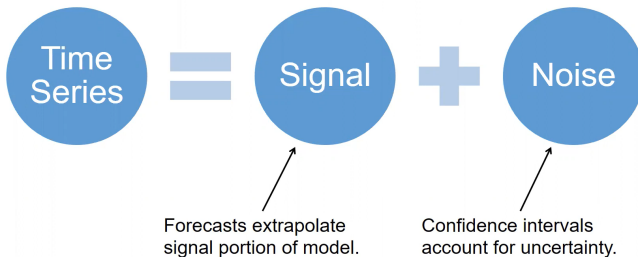 Time
Series
Signal
Noise
Forecasts extrapolate
signal portion of model.
Confidence intervals
account for uncertainty.